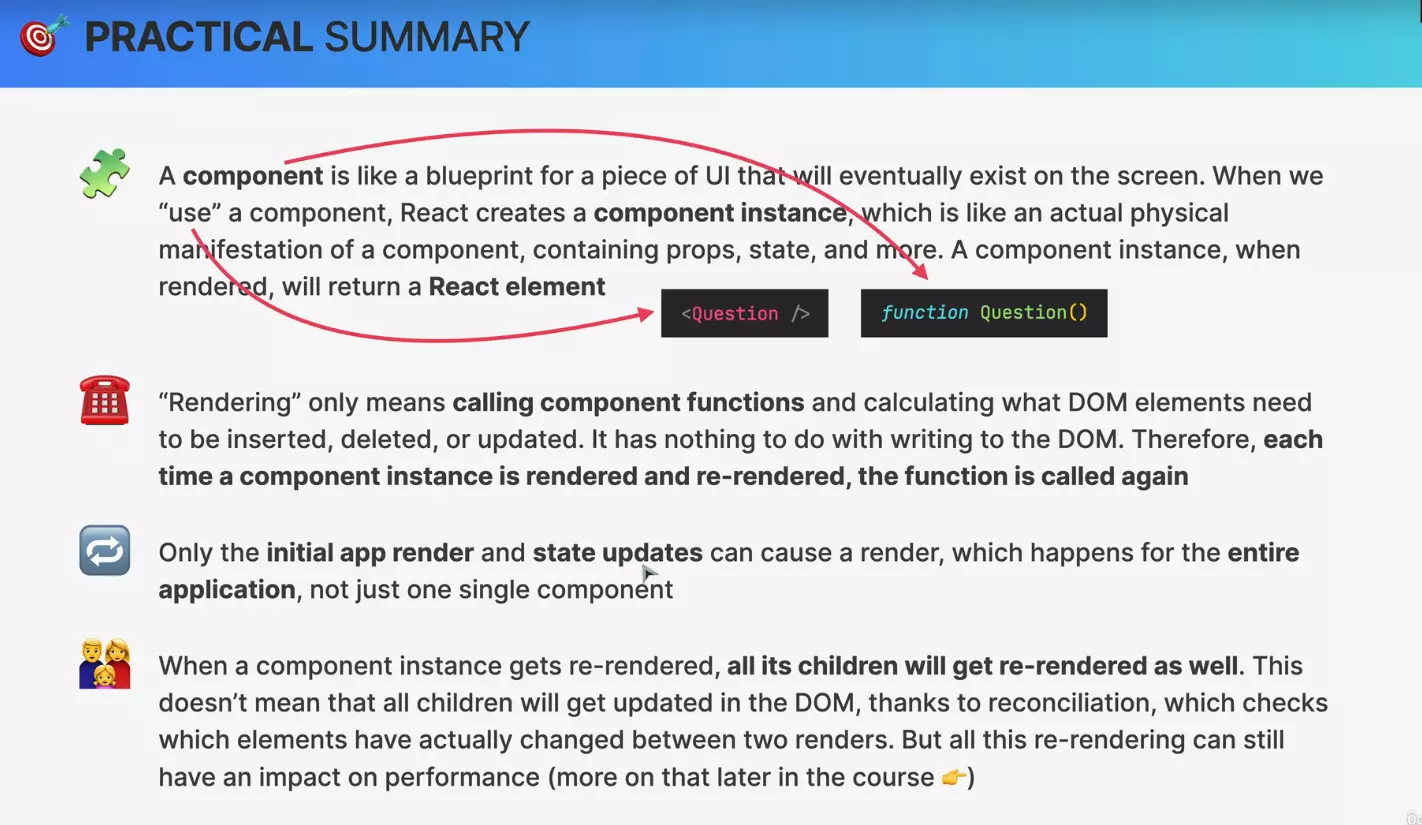 PRACTICAL SUMMARY
A component is like a blueprint for a piece of UI that will eventually exist on the screen. When we
“use” a component, React creates a component instance, which is like an actual physical
manifestation of a component, containing props, state, and more. A component instance, when
rendered, will return a React element
<Question />
function Question()
“Rendering” only means calling component functions and calculating what DOM elements need
to be inserted, deleted, or updated. It has nothing to do with writing to the DOM. Therefore, each
time a component instance is rendered and re-rendered, the function is called again
Only the initial app render and state updates can cause a render, which happens for the entire
application, not just one single component
When a component instance gets re-rendered, all its children will get re-rendered as well. This
doesn’t mean that all children will get updated in the DOM, thanks to reconciliation, which checks
which elements have actually changed between two renders. But all this re-rendering can still
have an impact on performance (more on that later in the course 👉)